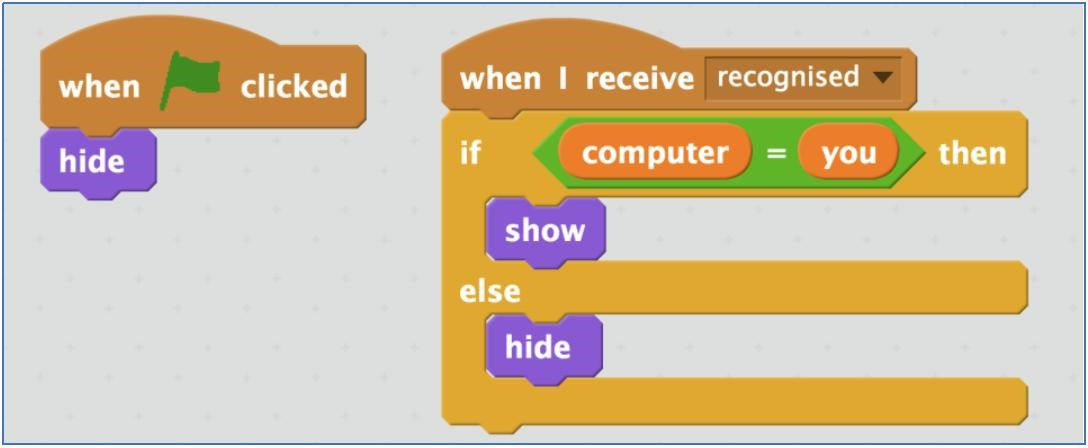 when clicked
hide
when I receive recognised
if computer = you then
show
else
hide